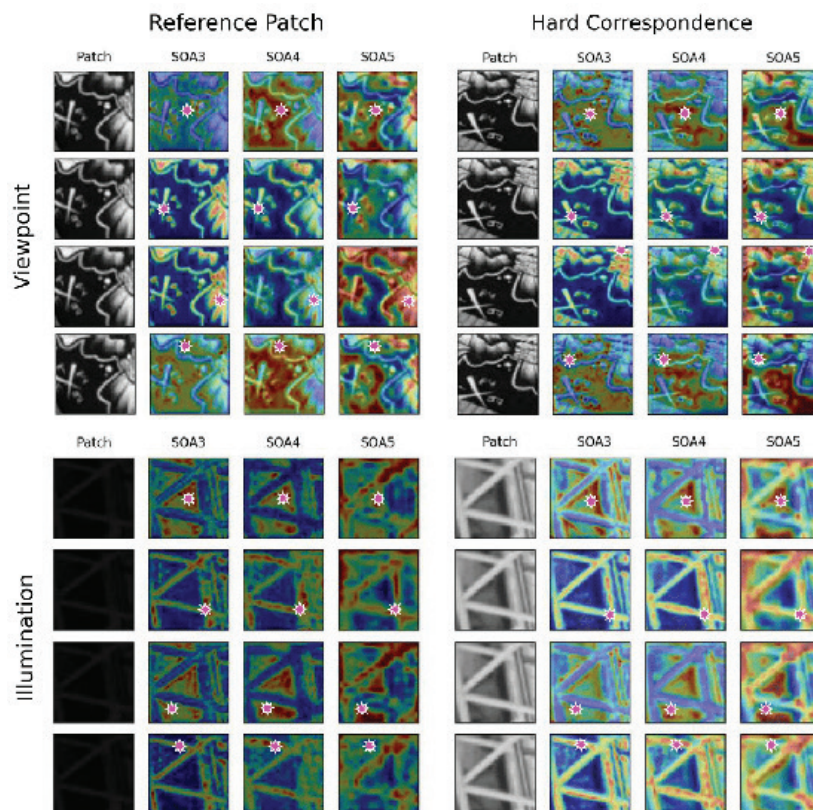 Reference Patch Hard Correspondence
Patch SOA3 SOA4 SOA5 Patch SOA3 SOA4 SOA5
Viewpoint
Patch SOA3 SOA4 SOA5 Patch SOA3 SOA4 SOA5
Illumination